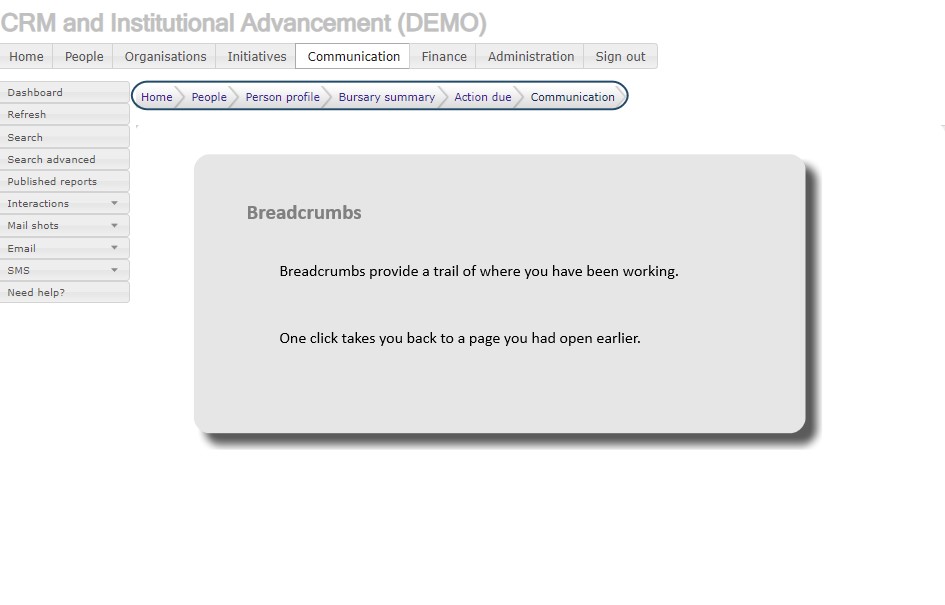 CRM and Institutional Advancement (DEMO)
Home People Organisations Initiatives Communication Finance Administration Sign out
Home People Person profile Bursary summary Action due Communication
Dashboard
Refresh
Search
Search advanced
Published reports
Interactions
Mail shots
Email
SMS
Need help?
Breadcrumbs
Breadcrumbs provide a trail of where you have been working.
One click takes you back to a page you had open earlier.